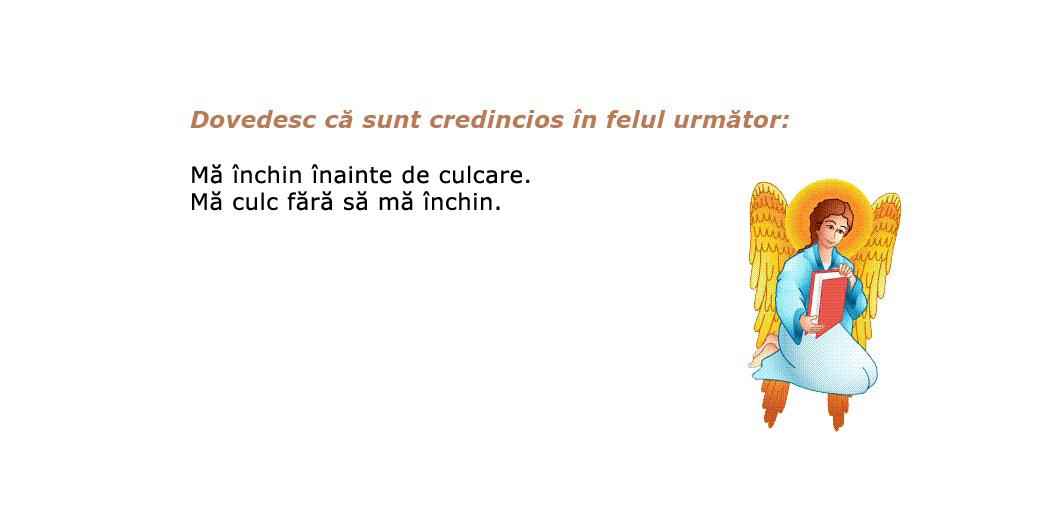 Dovedesc că sunt credincios în felul următor:
Mă închin înainte de culcare.
Mă culc fără să mă închin.